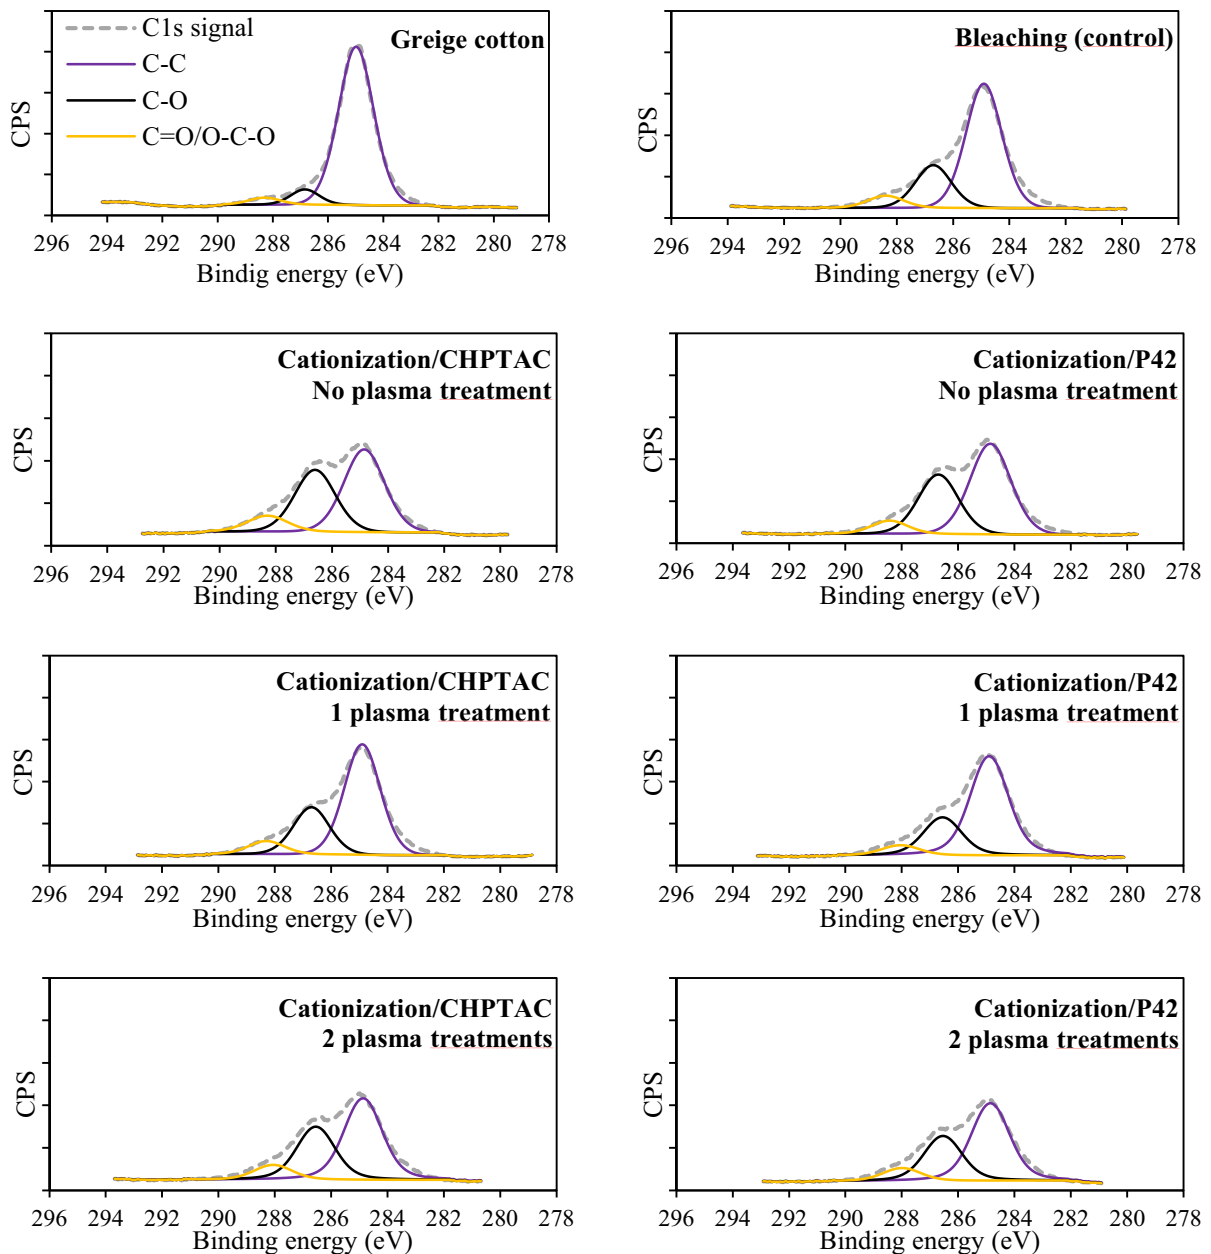 C1s signal
C-C
C-O
C=O/O-C-O
Greige cotton
CPS
296 294 292 290 288 286 284 282 280 278
Bindig energy (eV)
Bleaching (control)
CPS
296 294 292 290 288 286 284 282 280 278
Binding energy (eV)
Cationization/CHPTAC
No plasma treatment
CPS
296 294 292 290 288 286 284 282 280 278
Binding energy (eV)
Cationization/P42
No plasma treatment
CPS
296 294 292 290 288 286 284 282 280 278
Binding energy (eV)
Cationization/CHPTAC
1 plasma treatment
CPS
296 294 292 290 288 286 284 282 280 278
Binding energy (eV)
Cationization/P42
1 plasma treatment
CPS
296 294 292 290 288 286 284 282 280 278
Binding energy (eV)
Cationization/CHPTAC
2 plasma treatments
CPS
296 294 292 290 288 286 284 282 280 278
Binding energy (eV)
Cationization/P42
2 plasma treatments
CPS
296 294 292 290 288 286 284 282 280 278
Binding energy (eV)